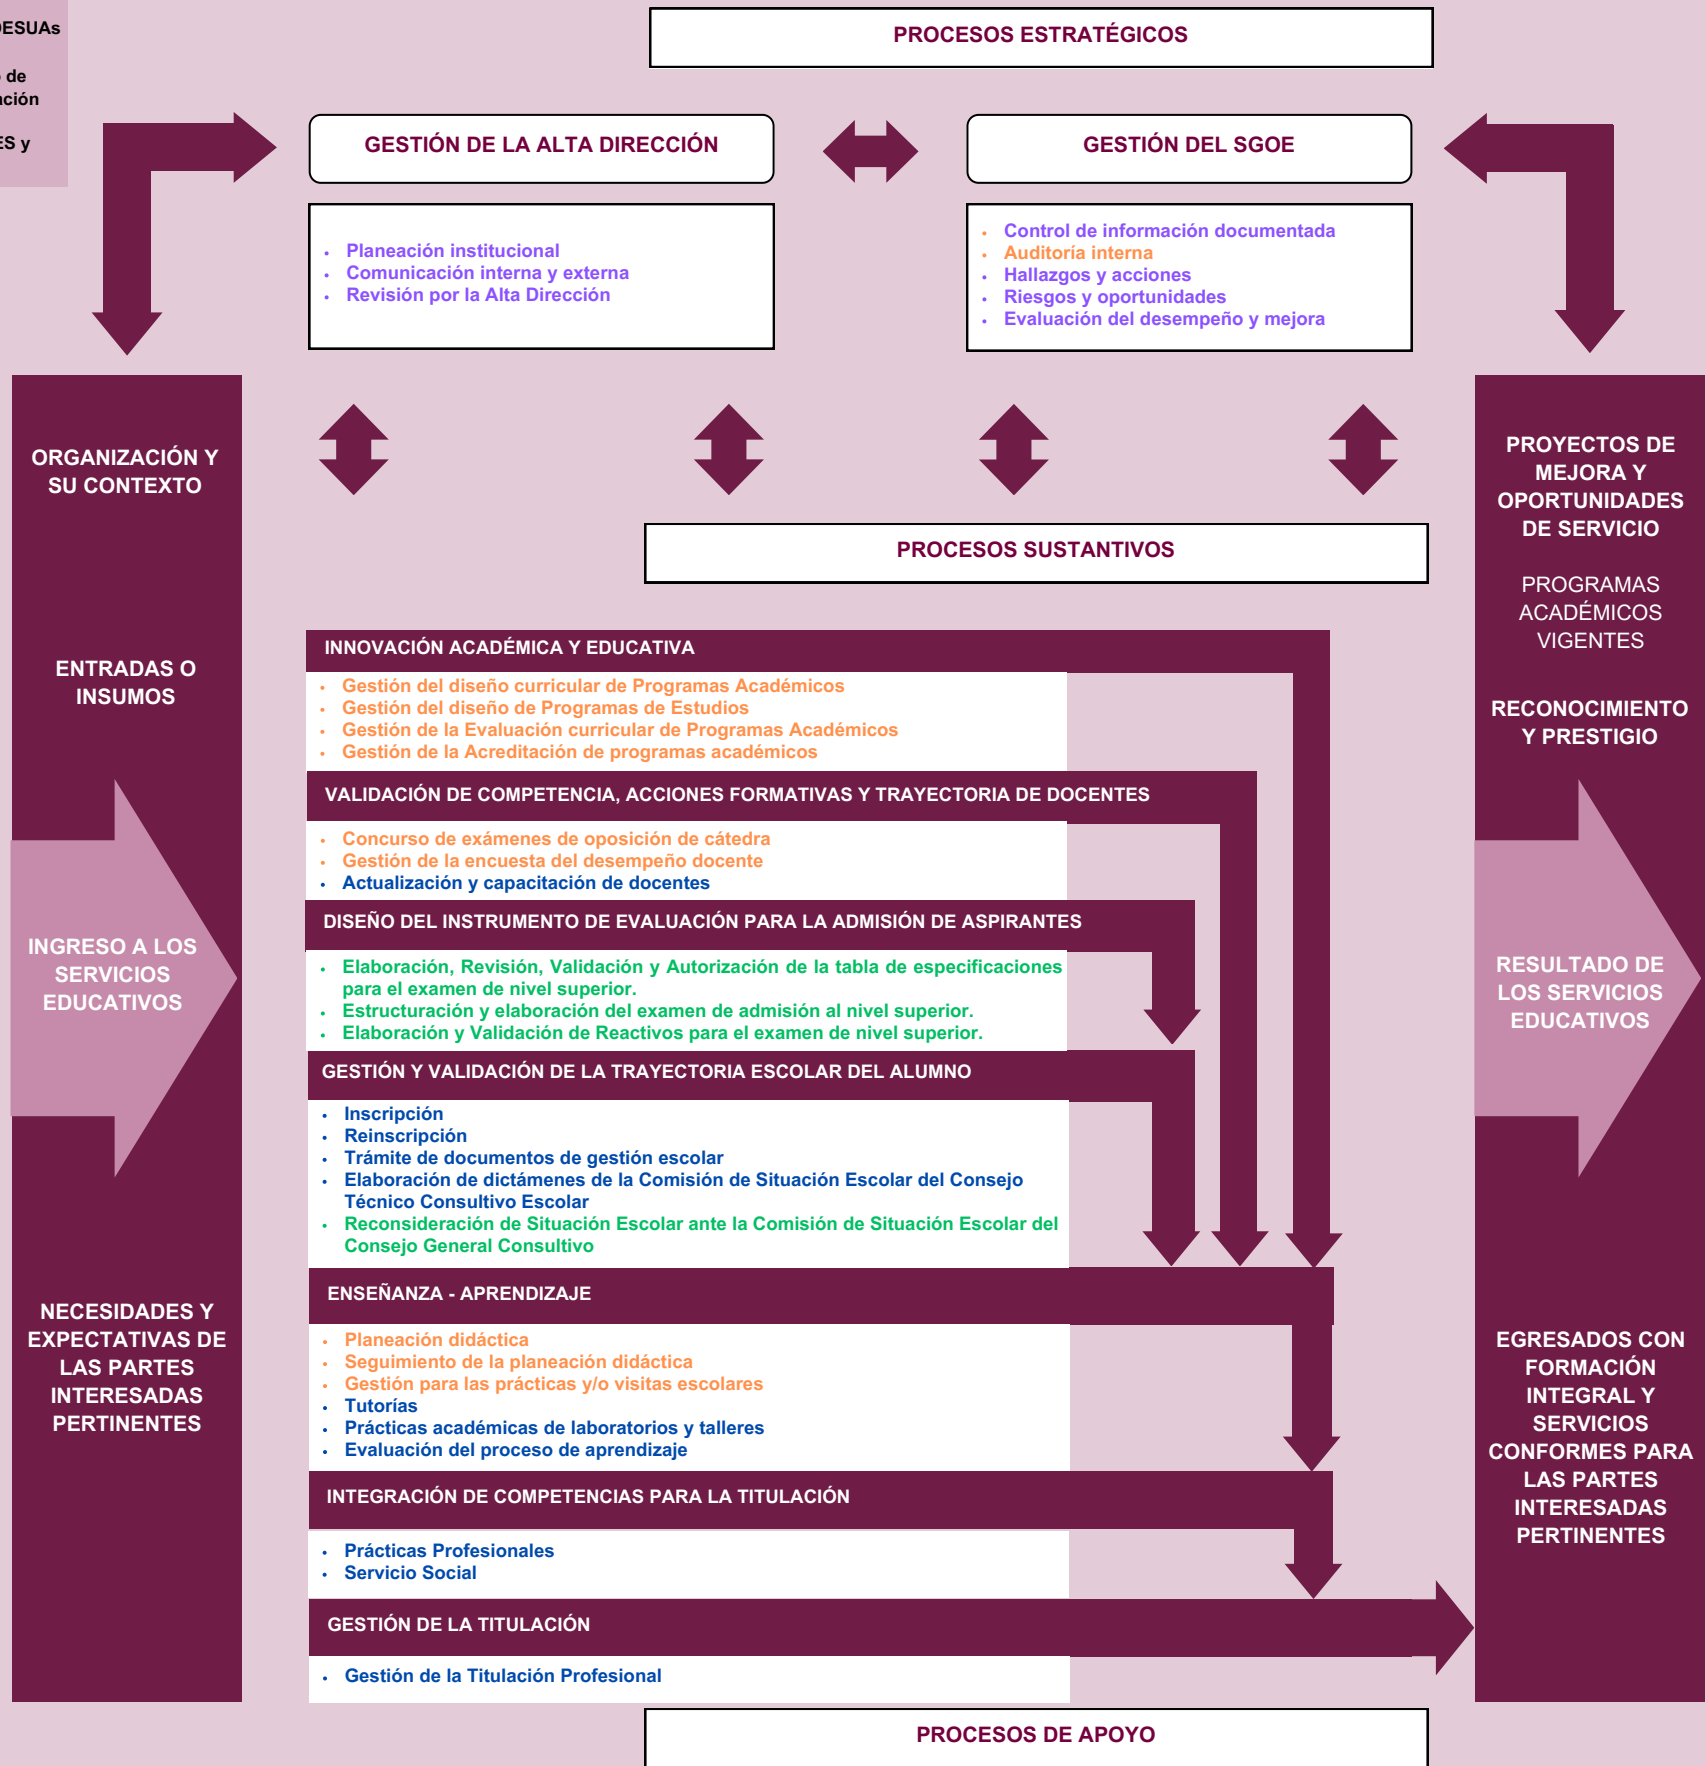 DESUAs
de
ación
ES y
PROCESOS ESTRATÉGICOS
GESTIÓN DE LA ALTA DIRECCIÓN
• Planeación institucional
• Comunicación interna y externa
• Revisión por la Alta Dirección
GESTIÓN DEL SGOE
• Control de información documentada
• Auditoría interna
• Hallazgos y acciones
• Riesgos y oportunidades
• Evaluación del desempeño y mejora
ORGANIZACIÓN Y
SU CONTEXTO
ENTRADAS O
INSUMOS
INGRESO A LOS
SERVICIOS
EDUCATIVOS
NECESIDADES Y
EXPECTATIVAS DE
LAS PARTES
INTERESADAS
PERTINENTES
PROCESOS SUSTANTIVOS
INNOVACIÓN ACADÉMICA Y EDUCATIVA
• Gestión del diseño curricular de Programas Académicos
• Gestión del diseño de Programas de Estudios
• Gestión de la Evaluación curricular de Programas Académicos
• Gestión de la Acreditación de programas académicos
VALIDACIÓN DE COMPETENCIA, ACCIONES FORMATIVAS Y TRAYECTORIA DE DOCENTES
• Concurso de exámenes de oposición de cátedra
• Gestión de la encuesta del desempeño docente
• Actualización y capacitación de docentes
DISEÑO DEL INSTRUMENTO DE EVALUACIÓN PARA LA ADMISIÓN DE ASPIRANTES
• Elaboración, Revisión, Validación y Autorización de la tabla de especificaciones
para el examen de nivel superior.
• Estructuración y elaboración del examen de admisión al nivel superior.
• Elaboración y Validación de Reactivos para el examen de nivel superior.
GESTIÓN Y VALIDACIÓN DE LA TRAYECTORIA ESCOLAR DEL ALUMNO
• Inscripción
• Reinscripción
• Trámite de documentos de gestión escolar
• Elaboración de dictámenes de la Comisión de Situación Escolar del Consejo
Técnico Consultivo Escolar
• Reconsideración de Situación Escolar ante la Comisión de Situación Escolar del
Consejo General Consultivo
ENSEÑANZA - APRENDIZAJE
• Planeación didáctica
• Seguimiento de la planeación didáctica
• Gestión para las prácticas y/o visitas escolares
• Tutorías
• Prácticas académicas de laboratorios y talleres
• Evaluación del proceso de aprendizaje
INTEGRACIÓN DE COMPETENCIAS PARA LA TITULACIÓN
• Prácticas Profesionales
• Servicio Social
GESTIÓN DE LA TITULACIÓN
• Gestión de la Titulación Profesional
PROYECTOS DE
MEJORA Y
OPORTUNIDADES
DE SERVICIO
PROGRAMAS
ACADÉMICOS
VIGENTES
RECONOCIMIENTO
Y PRESTIGIO
RESULTADO DE
LOS SERVICIOS
EDUCATIVOS
EGRESADOS CON
FORMACIÓN
INTEGRAL Y
SERVICIOS
CONFORMES PARA
LAS PARTES
INTERESADAS
PERTINENTES
PROCESOS DE APOYO